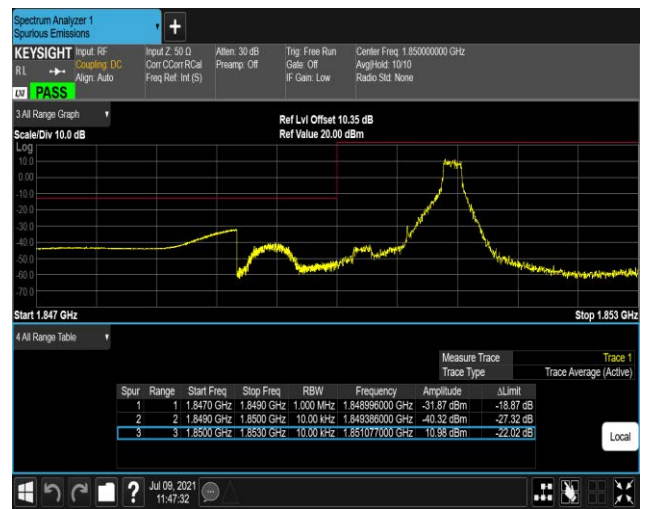 Spectrum Analyzer 1
Spurious Emissions
+
KEYSIGHT Input: RF Input Z: 50 Ω Atten: 30 dB Trig: Free Run Center Freq: 1.850000000 GHz
R L Coupling: DC Corr CCorr RCal Preamp: Off Gate: Off Avg|Hold: 10/10
Align: Auto Freq Ref: Int (S) IF Gain: Low Radio Std: None
LXI PASS
3 All Range Graph
Ref Lvl Offset 10.35 dB
Scale/Div 10.0 dB Ref Value 20.00 dBm
Log
10.0
0.00
-10.0
-20.0
-30.0
-40.0
-50.0
-60.0
-70.0
Start 1.847 GHz Stop 1.853 GHz
4 All Range Table
Measure Trace Trace 1
Trace Type Trace Average (Active)
Spur Range Start Freq Stop Freq RBW Frequency Amplitude ΔLimit
1 1 1.8470 GHz 1.8490 GHz 1.000 MHz 1.848996000 GHz -31.87 dBm -18.87 dB
2 2 1.8490 GHz 1.8500 GHz 10.00 kHz 1.849386000 GHz -40.32 dBm -27.32 dB
3 3 1.8500 GHz 1.8530 GHz 10.00 kHz 1.851077000 GHz 10.98 dBm -22.02 dB
Local
? Jul 09, 2021
11:47:32